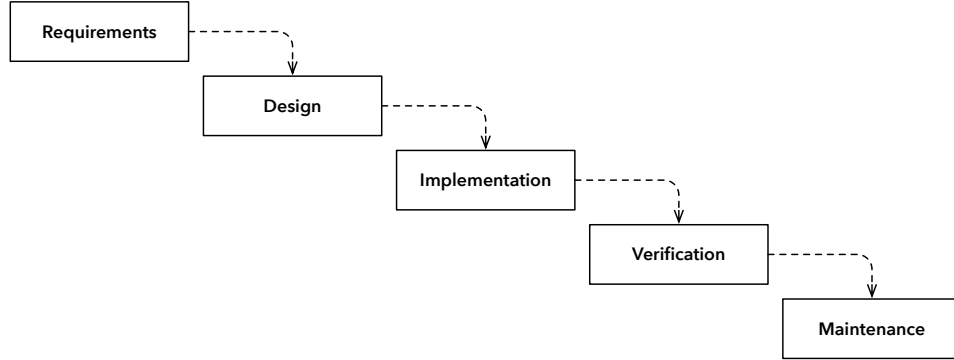 Requirements
Design
Implementation
Verification
Maintenance